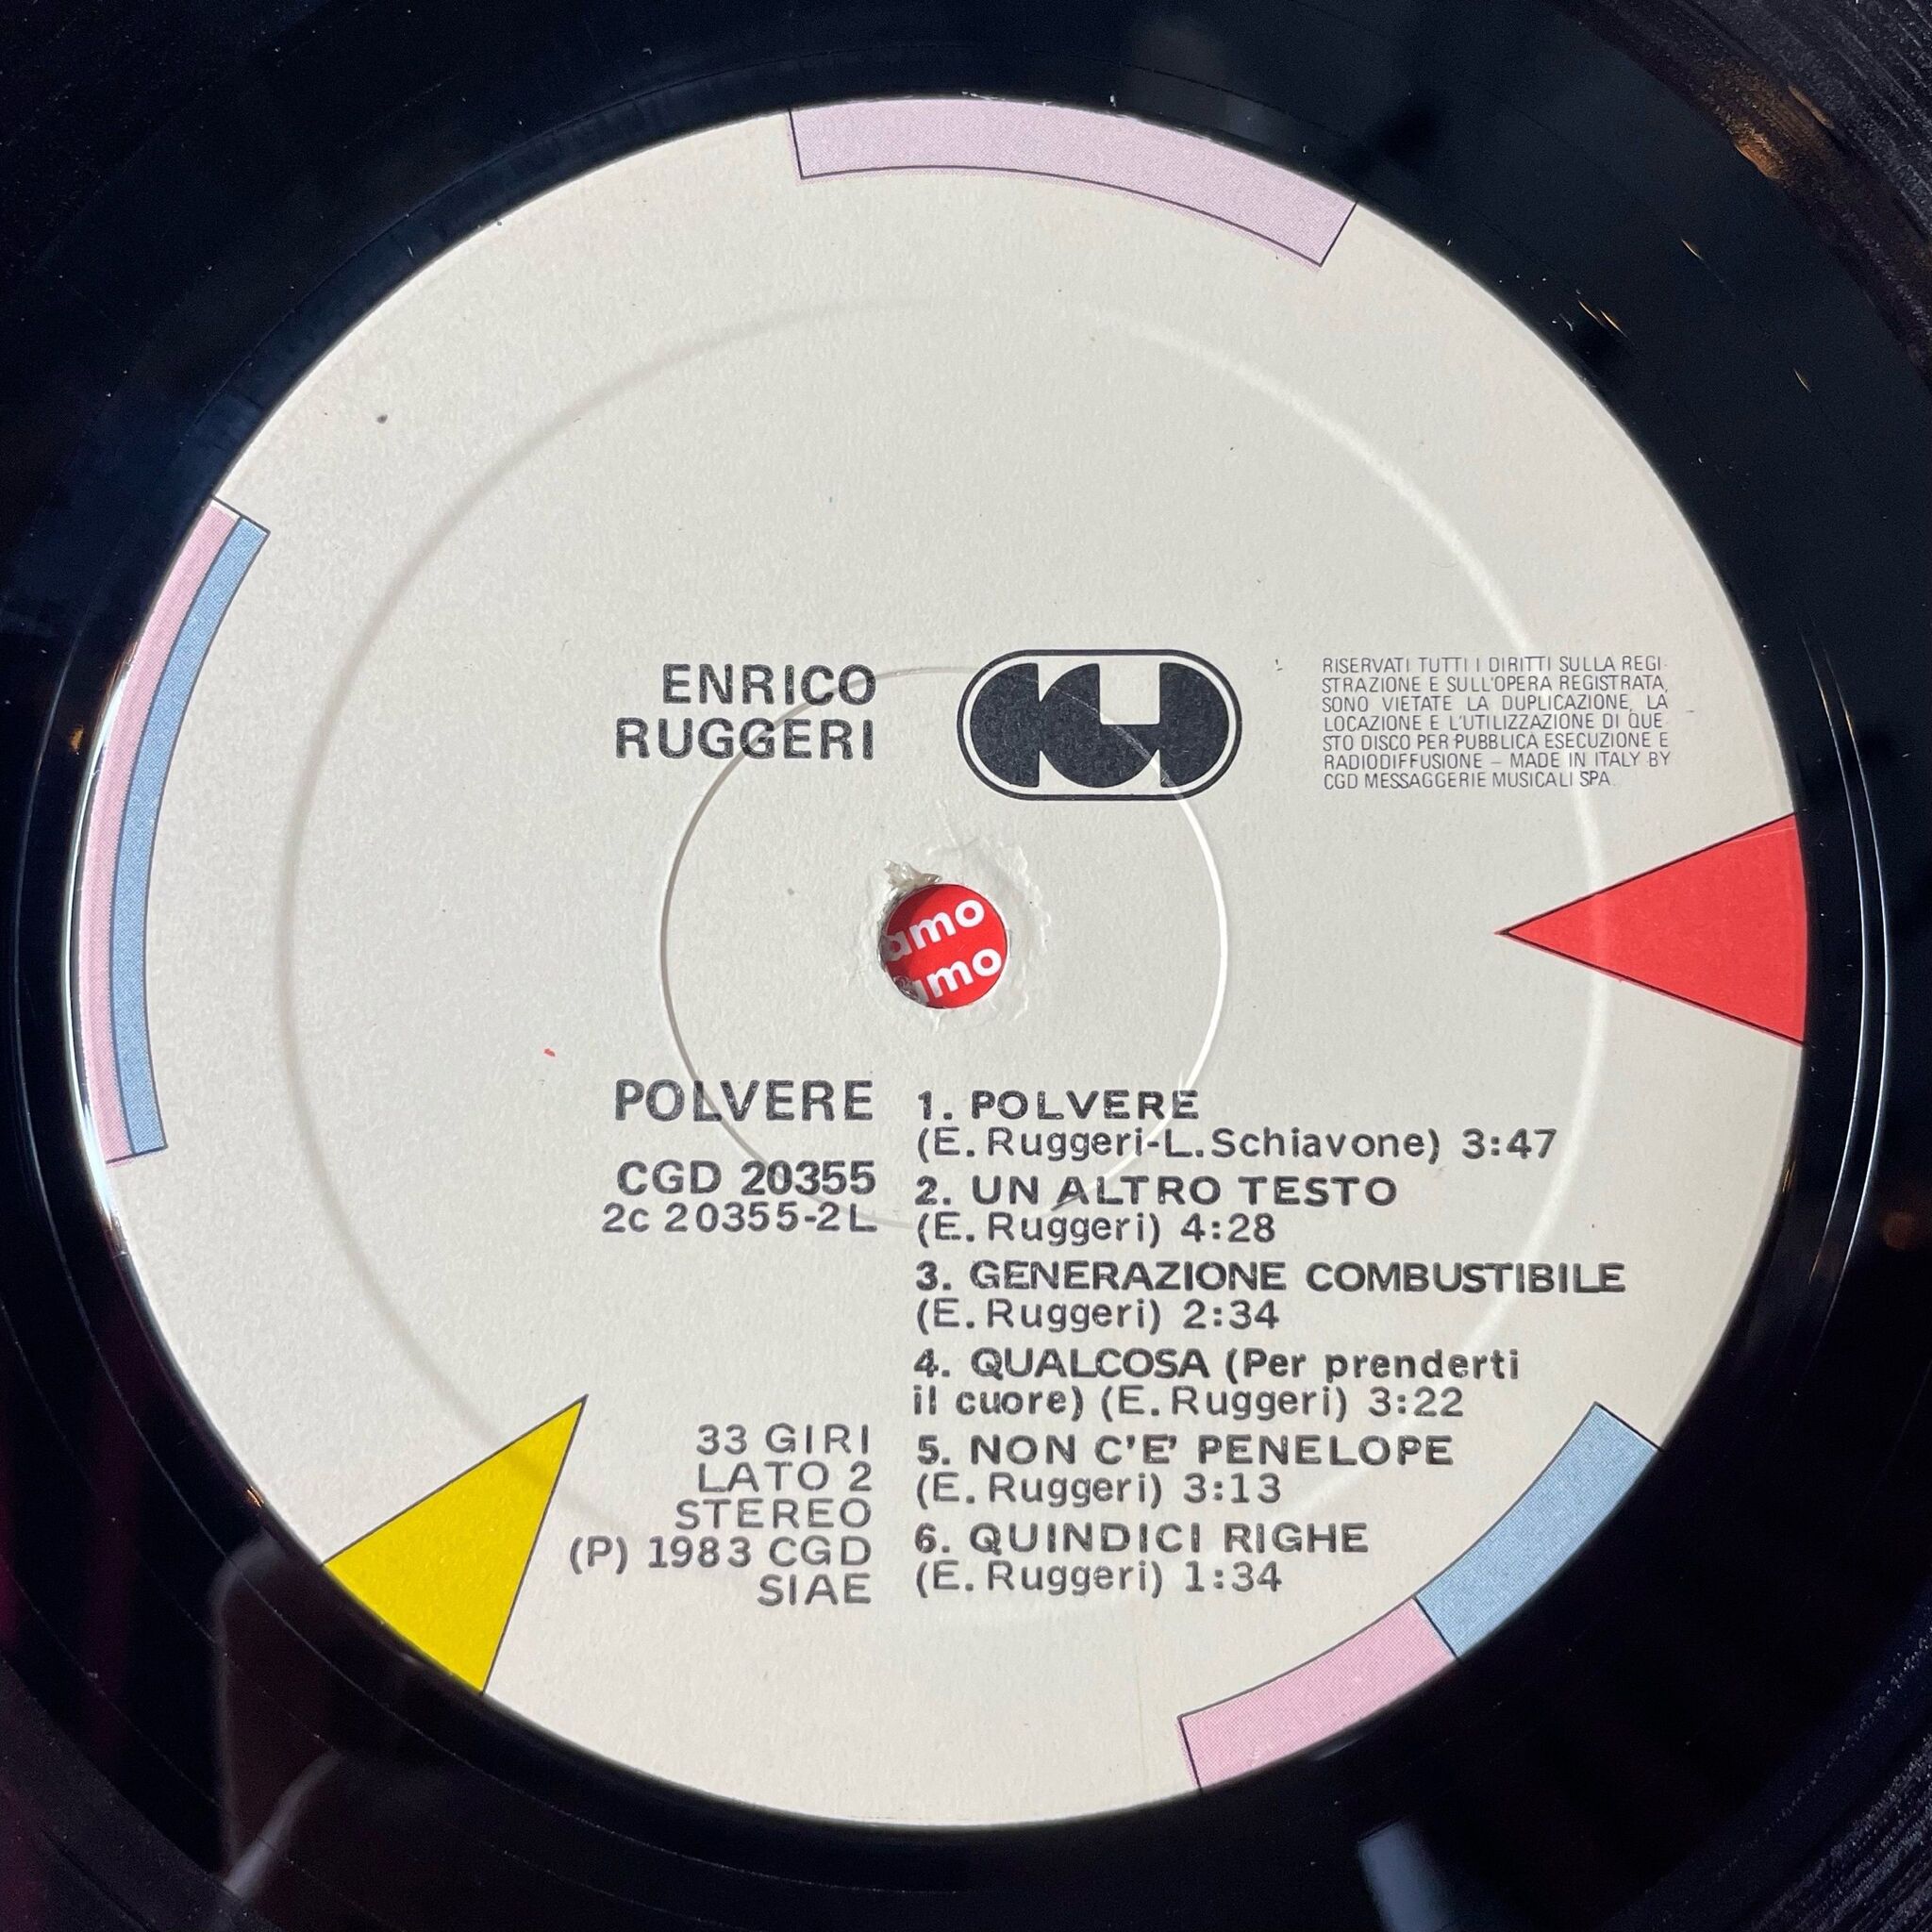 ENRICO
RUGGERI
RISERVATI TUTTI I DIRITTI SULLA REGI-
STRAZIONE E SULL'OPERA REGISTRATA,
SONO VIETATE LA DUPLICAZIONE, LA
LOCAZIONE E L'UTILIZZAZIONE DI QUE-
STO DISCO PER PUBBLICA ESECUZIONE E
RADIODIFFUSIONE – MADE IN ITALY BY
CGD MESSAGGERIE MUSICALI SPA.
amo
amo
POLVERE
CGD 20355
2c 20355-2L
33 GIRI
LATO 2
STEREO
(P) 1983 CGD
SIAE
1. POLVERE
(E. Ruggeri-L.Schiavone) 3:47
2. UN ALTRO TESTO
(E. Ruggeri) 4:28
3. GENERAZIONE COMBUSTIBILE
(E. Ruggeri) 2:34
4. QUALCOSA (Per prenderti
il cuore) (E. Ruggeri) 3:22
5. NON C'E' PENELOPE
(E. Ruggeri) 3:13
6. QUINDICI RIGHE
(E. Ruggeri) 1:34